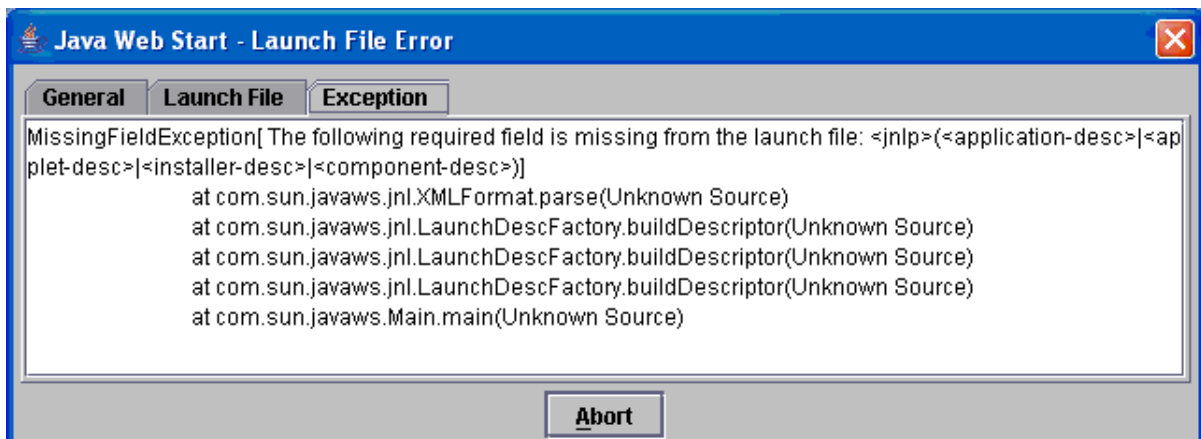 Java Web Start - Launch File Error
General Launch File Exception
MissingFieldException[ The following required field is missing from the launch file: <jnlp>(<application-desc>|<ap
plet-desc>|<installer-desc>|<component-desc>)]
at com.sun.javaws.jnl.XMLFormat.parse(Unknown Source)
at com.sun.javaws.jnl.LaunchDescFactory.buildDescriptor(Unknown Source)
at com.sun.javaws.jnl.LaunchDescFactory.buildDescriptor(Unknown Source)
at com.sun.javaws.jnl.LaunchDescFactory.buildDescriptor(Unknown Source)
at com.sun.javaws.Main.main(Unknown Source)
Abort